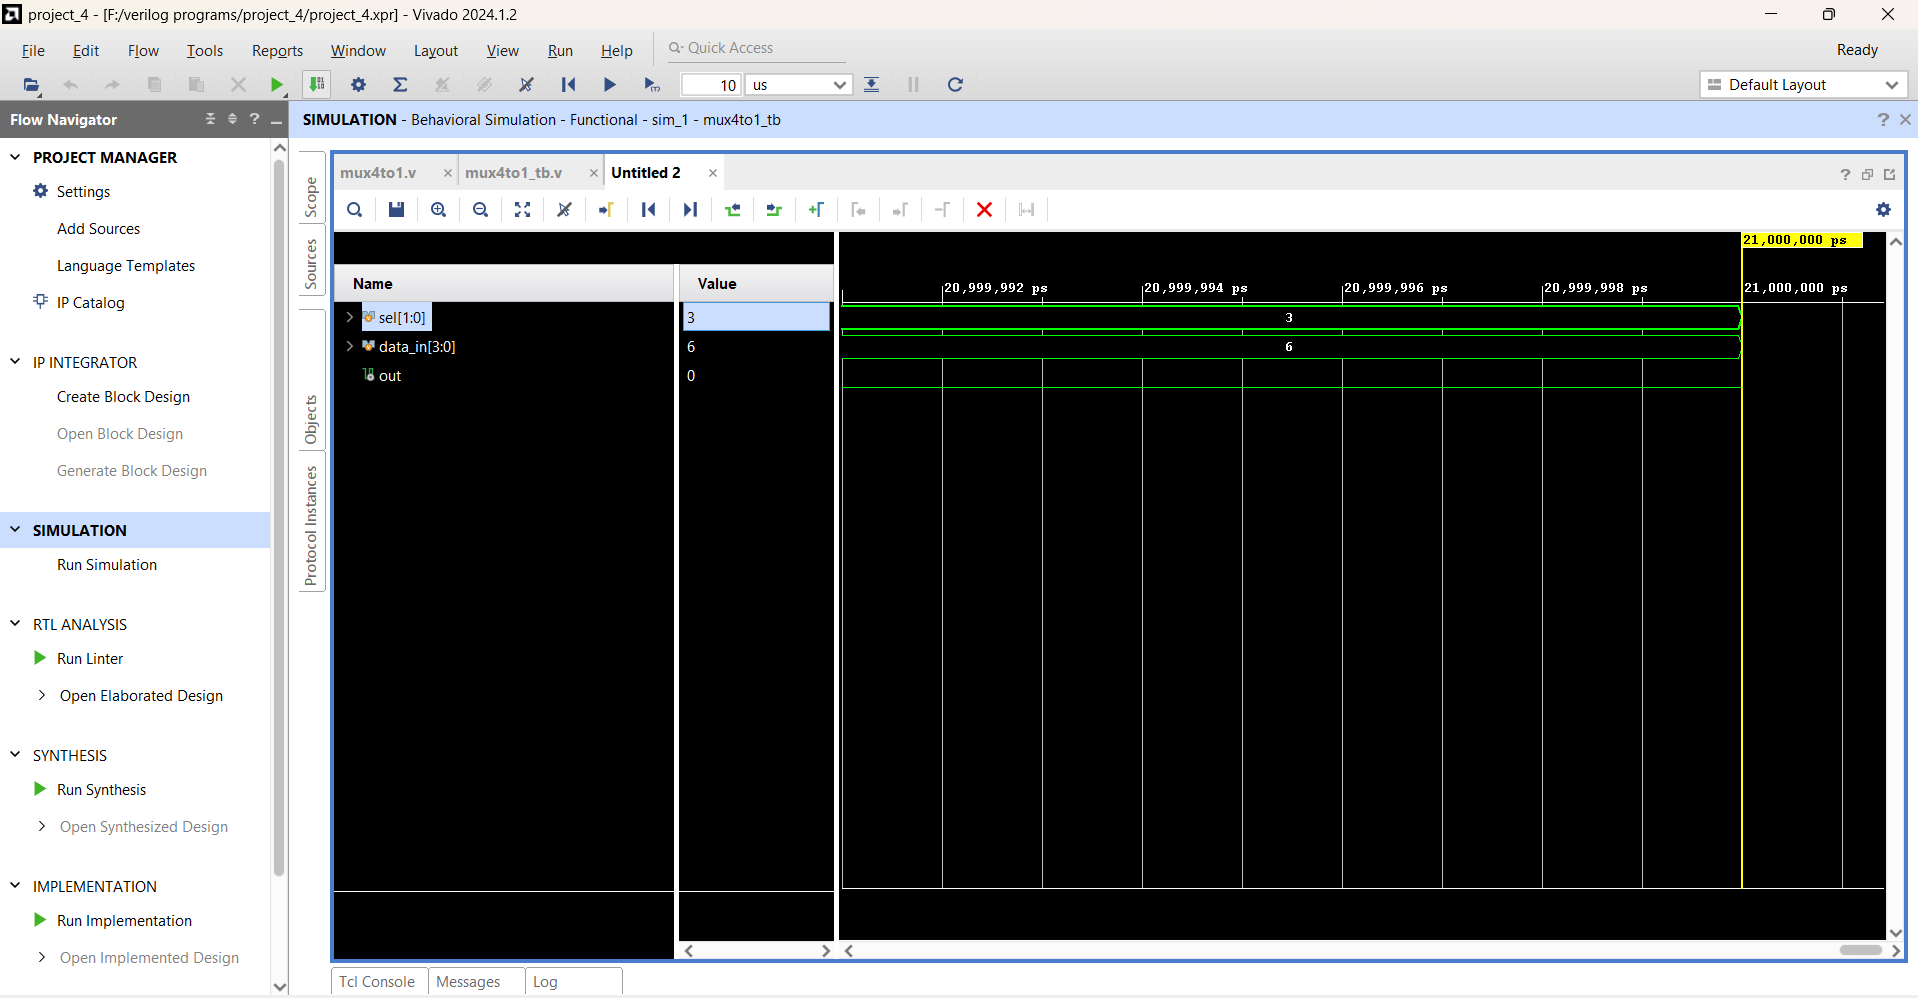 project_4 - [F:/verilog programs/project_4/project_4.xpr] - Vivado 2024.1.2
File Edit Flow Tools Reports Window Layout View Run Help Quick Access Ready
10 us Default Layout
Flow Navigator
SIMULATION - Behavioral Simulation - Functional - sim_1 - mux4to1_tb
PROJECT MANAGER
Settings
Add Sources
Language Templates
IP Catalog
IP INTEGRATOR
Create Block Design
Open Block Design
Generate Block Design
SIMULATION
Run Simulation
RTL ANALYSIS
Run Linter
Open Elaborated Design
SYNTHESIS
Run Synthesis
Open Synthesized Design
IMPLEMENTATION
Run Implementation
Open Implemented Design
Scope
Sources
Objects
Protocol Instances
mux4to1.v mux4to1_tb.v Untitled 2
21,000,000 ps
Name Value
20,999,992 ps 20,999,994 ps 20,999,996 ps 20,999,998 ps 21,000,000 ps
sel[1:0] 3 3
data_in[3:0] 6 6
out 0
Tcl Console Messages Log